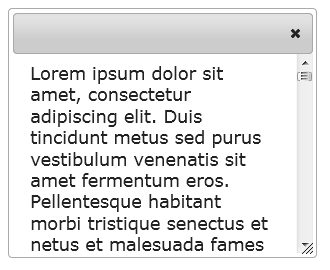 Lorem ipsum dolor sit
amet, consectetur
adipiscing elit. Duis
tincidunt metus sed purus
vestibulum venenatis sit
amet fermentum eros.
Pellentesque habitant
morbi tristique senectus et
netus et malesuada fames